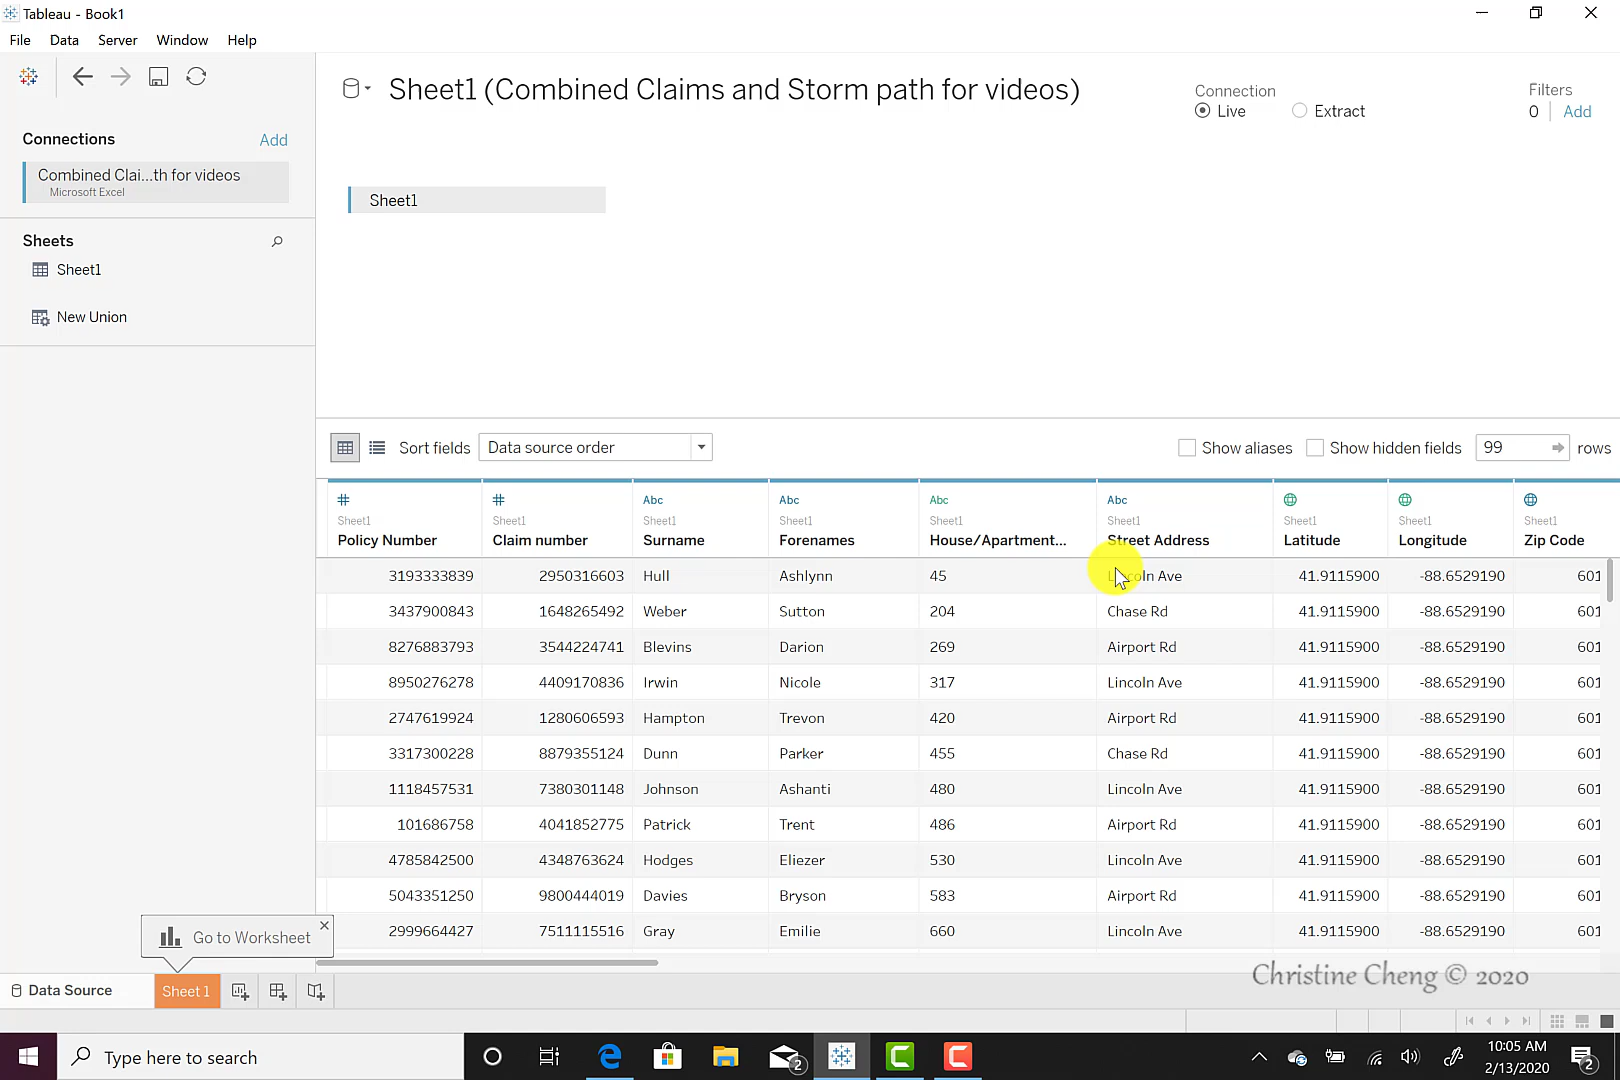 Tableau - Book1
File Data Server Window Help
Sheet1 (Combined Claims and Storm path for videos)
Connection
Live Extract
Filters
0 Add
Connections Add
Combined Clai...th for videos
Microsoft Excel
Sheets
Sheet1
New Union
Sheet1
Sort fields Data source order Show aliases Show hidden fields 99 rows
# # Abc Abc Abc Abc
Sheet1 Sheet1 Sheet1 Sheet1 Sheet1 Sheet1 Sheet1 Sheet1 Sheet1
Policy Number Claim number Surname Forenames House/Apartment... Street Address Latitude Longitude Zip Code
3193333839 2950316603 Hull Ashlynn 45 Lincoln Ave 41.9115900 -88.6529190 601
3437900843 1648265492 Weber Sutton 204 Chase Rd 41.9115900 -88.6529190 601
8276883793 3544224741 Blevins Darion 269 Airport Rd 41.9115900 -88.6529190 601
8950276278 4409170836 Irwin Nicole 317 Lincoln Ave 41.9115900 -88.6529190 601
2747619924 1280606593 Hampton Trevon 420 Airport Rd 41.9115900 -88.6529190 601
3317300228 8879355124 Dunn Parker 455 Chase Rd 41.9115900 -88.6529190 601
1118457531 7380301148 Johnson Ashanti 480 Lincoln Ave 41.9115900 -88.6529190 601
101686758 4041852775 Patrick Trent 486 Airport Rd 41.9115900 -88.6529190 601
4785842500 4348763624 Hodges Eliezer 530 Lincoln Ave 41.9115900 -88.6529190 601
5043351250 9800444019 Davies Bryson 583 Airport Rd 41.9115900 -88.6529190 601
2999664427 7511115516 Gray Emilie 660 Lincoln Ave 41.9115900 -88.6529190 601
Go to Worksheet
Christine Cheng © 2020
Data Source Sheet 1
Type here to search
2
10:05 AM
2/13/2020
2